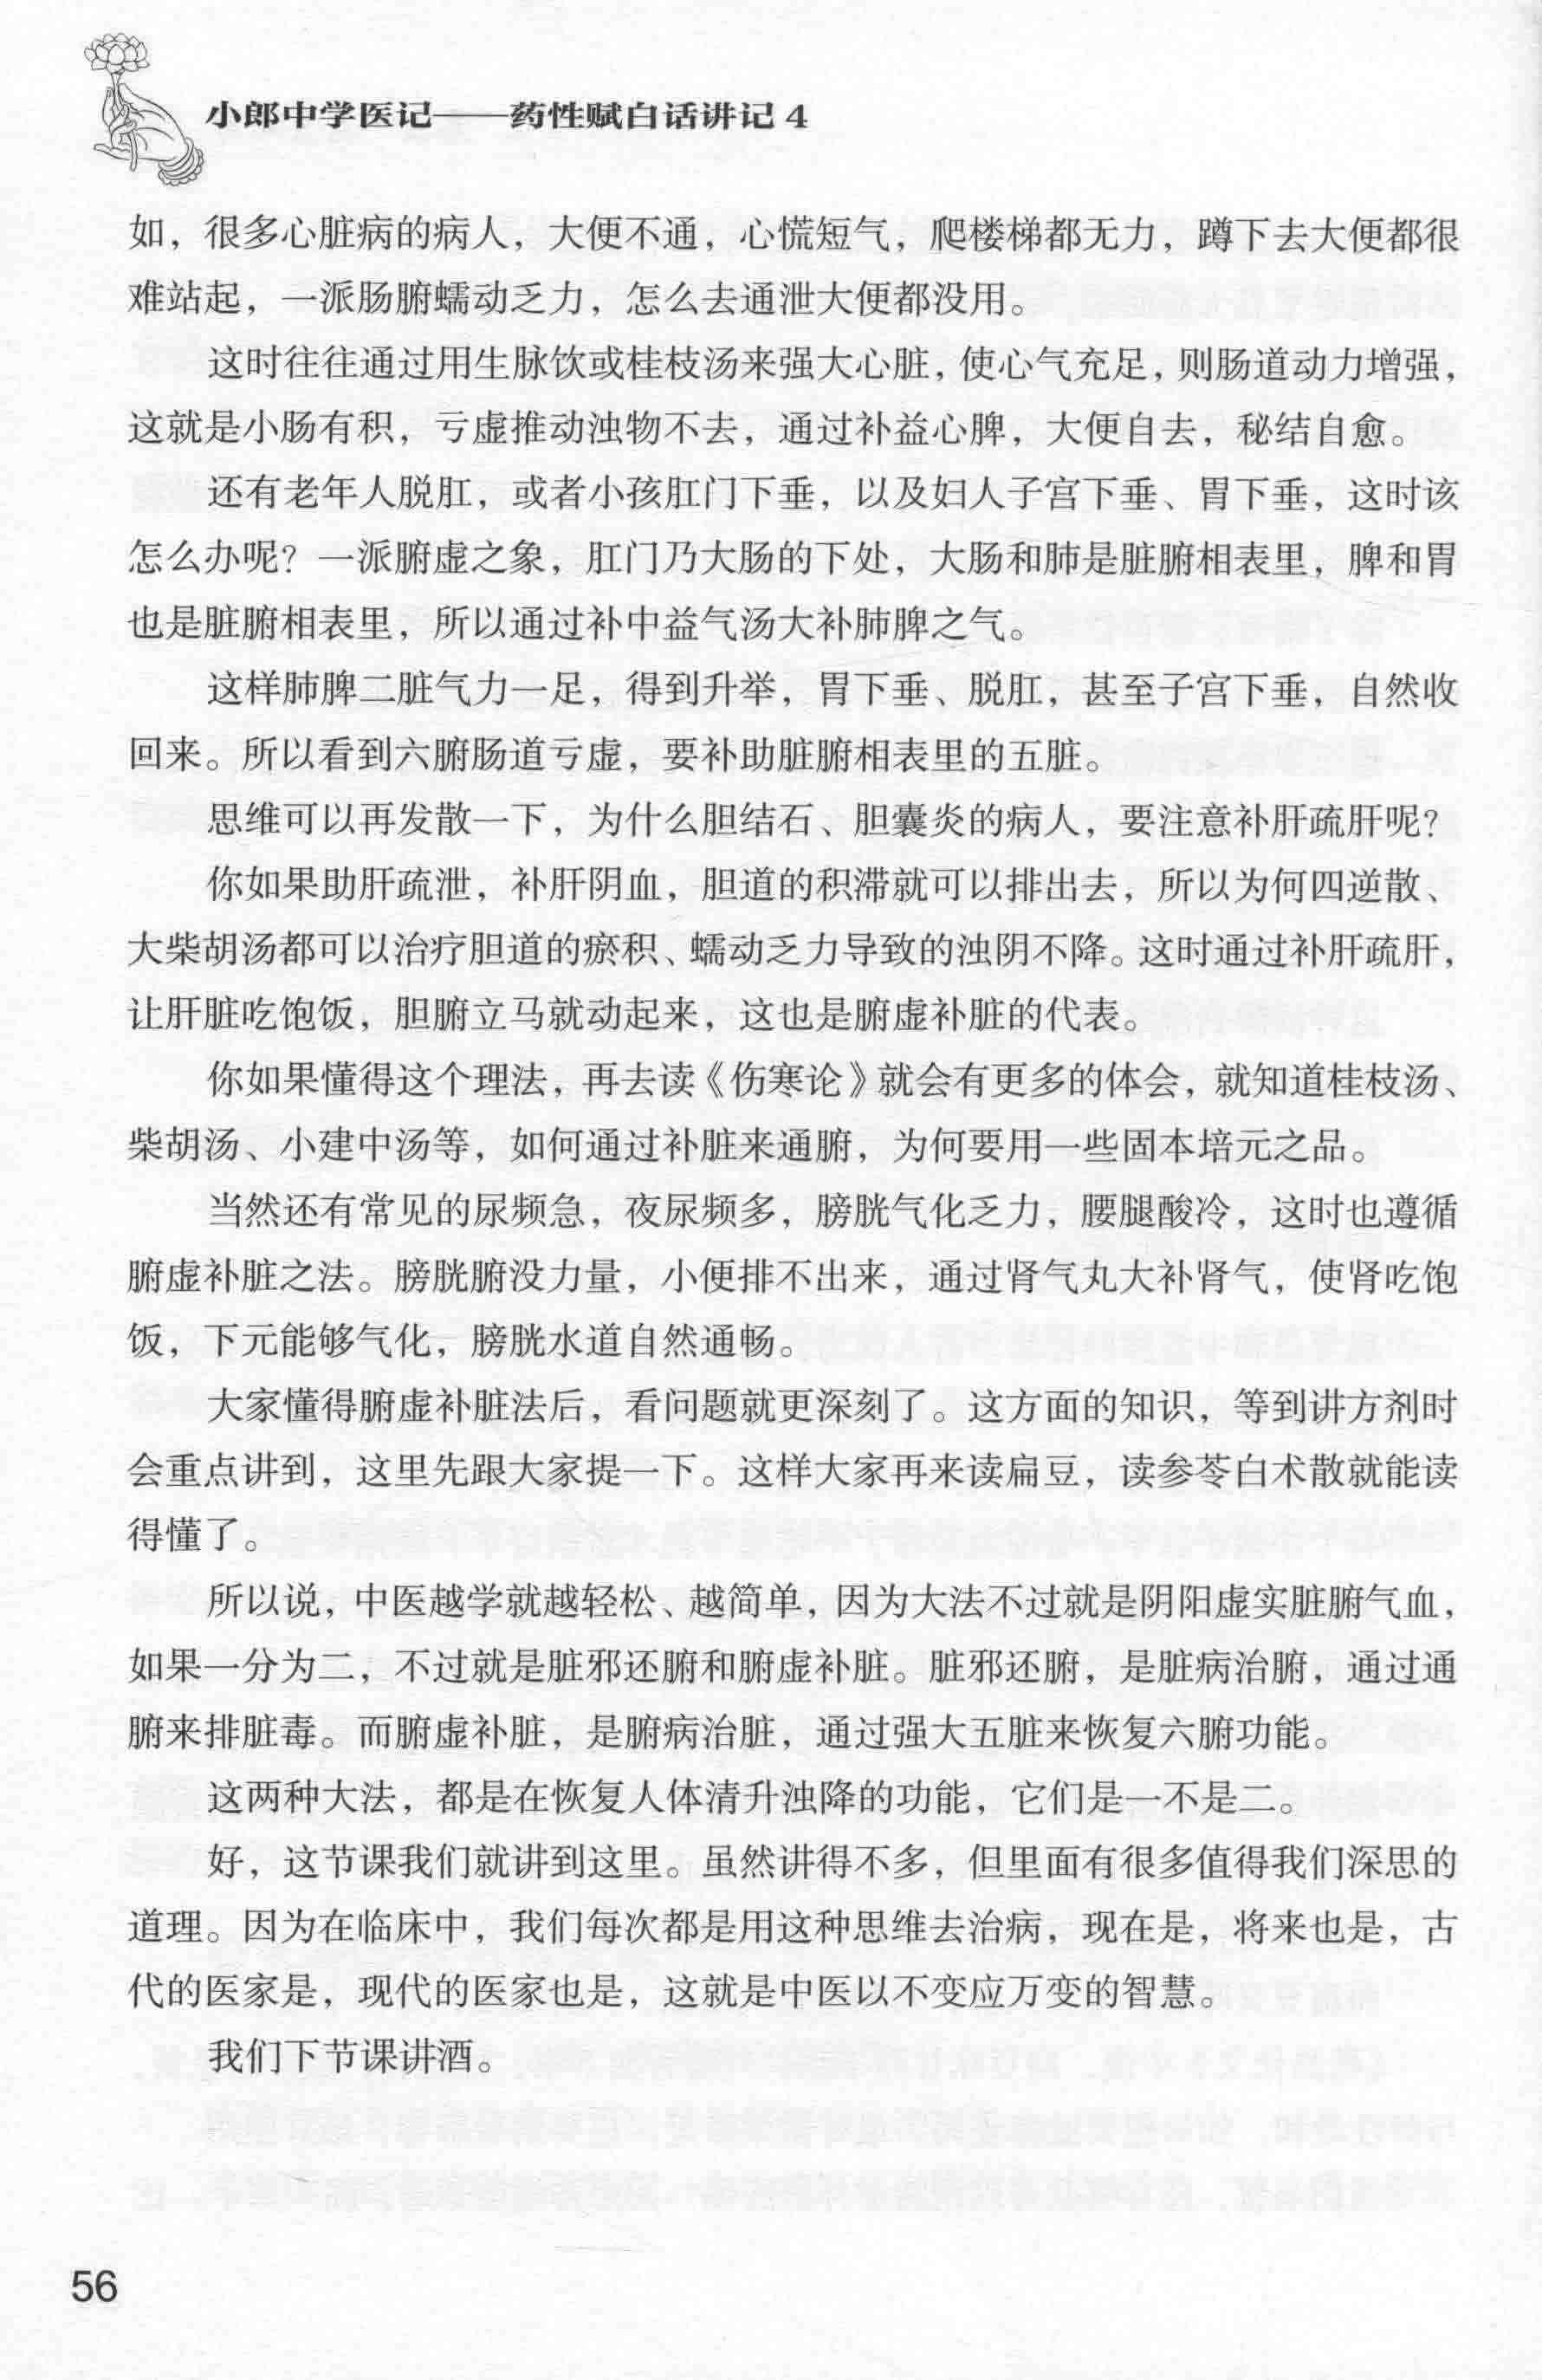 小郎中学医记——药性赋白话讲记4
如，很多心脏病的病人，大便不通，心慌短气，爬楼梯都无力，蹲下去大便都很
难站起，一派肠腑蠕动乏力，怎么去通泄大便都没用。
这时往往通过用生脉饮或桂枝汤来强大心脏，使心气充足，则肠道动力增强，
这就是小肠有积，亏虚推动浊物不去，通过补益心脾，大便自去，秘结自愈。
还有老年人脱肛，或者小孩肛门下垂，以及妇人子宫下垂、胃下垂，这时该
怎么办呢？一派腑虚之象，肛门乃大肠的下处，大肠和肺是脏腑相表里，脾和胃
也是脏腑相表里，所以通过补中益气汤大补肺脾之气。
这样肺脾二脏气力一足，得到升举，胃下垂、脱肛，甚至子宫下垂，自然收
回来。所以看到六腑肠道亏虚，要补助脏腑相表里的五脏。
思维可以再发散一下，为什么胆结石、胆囊炎的病人，要注意补肝疏肝呢？
你如果助肝疏泄，补肝阴血，胆道的积滞就可以排出去，所以为何四逆散、
大柴胡汤都可以治疗胆道的瘀积、蠕动乏力导致的浊阴不降。这时通过补肝疏肝，
让肝脏吃饱饭，胆腑立马就动起来，这也是腑虚补脏的代表。
你如果懂得这个理法，再去读《伤寒论》就会有更多的体会，就知道桂枝汤、
柴胡汤、小建中汤等，如何通过补脏来通腑，为何要用一些固本培元之品。
当然还有常见的尿频急，夜尿频多，膀胱气化乏力，腰腿酸冷，这时也遵循
腑虚补脏之法。膀胱腑没力量，小便排不出来，通过肾气丸大补肾气，使肾吃饱
饭，下元能够气化，膀胱水道自然通畅。
大家懂得腑虚补脏法后，看问题就更深刻了。这方面的知识，等到讲方剂时
会重点讲到，这里先跟大家提一下。这样大家再来读扁豆，读参苓白术散就能读
得懂了。
所以说，中医越学就越轻松、越简单，因为大法不过就是阴阳虚实脏腑气血，
如果一分为二，不过就是脏邪还腑和腑虚补脏。脏邪还腑，是脏病治腑，通过通
腑来排脏毒。而腑虚补脏，是腑病治脏，通过强大五脏来恢复六腑功能。
这两种大法，都是在恢复人体清升浊降的功能，它们是一不是二。
好，这节课我们就讲到这里。虽然讲得不多，但里面有很多值得我们深思的
道理。因为在临床中，我们每次都是用这种思维去治病，现在是，将来也是，古
代的医家是，现代的医家也是，这就是中医以不变应万变的智慧。
我们下节课讲酒。
56